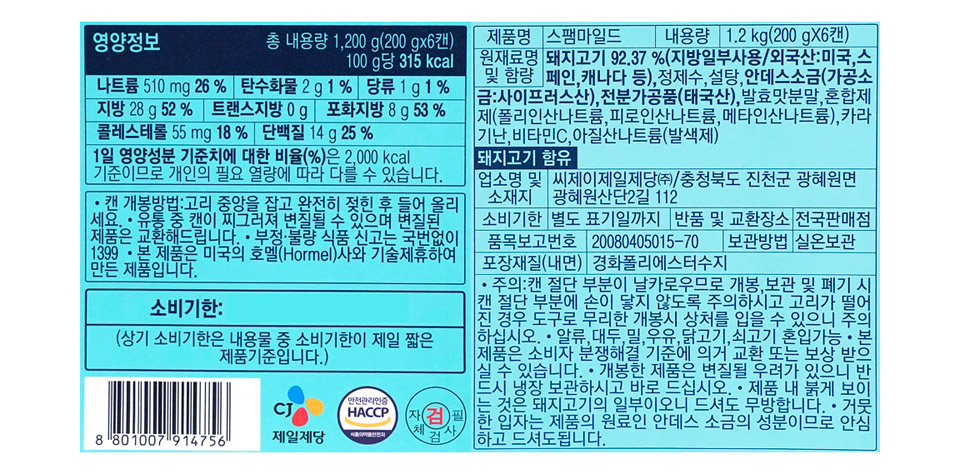 영양정보
총 내용량 1,200 g(200 gX6캔)
100 g당 315 kcal
나트륨 510 mg 26 % 탄수화물 2 g 1 % 당류 1 g 1 %
지방 28 g 52 % 트랜스지방 0 g 포화지방 8 g 53 %
콜레스테롤 55 mg 18 % 단백질 14 g 25 %
1일 영양성분 기준치에 대한 비율(%)은 2,000 kcal
기준이므로 개인의 필요 열량에 따라 다를 수 있습니다.
• 캔 개봉방법:고리 중앙을 잡고 완전히 젖힌 후 들어 올리
세요. • 유통 중 캔이 찌그러져 변질될 수 있으며 변질된
제품은 교환해드립니다. • 부정·불량 식품 신고는 국번없이
1399 • 본 제품은 미국의 호멜(Hormel)사와 기술제휴하여
만든 제품입니다.
소비기한:
(상기 소비기한은 내용물 중 소비기한이 제일 짧은
제품기준입니다.)
8 801007 914756
CJ
제일제당
안전관리인증
HACCP
식품의약품안전처
자 검 필
체 검 사
제품명 스팸마일드 내용량 1.2 kg(200 gX6캔)
원재료명 및 함량
돼지고기 92.37 %(지방일부사용/외국산:미국,스
페인,캐나다 등),정제수,설탕,안데스소금(가공소
금:사이프러스산),전분가공품(태국산),발효맛분말,혼합제
제(폴리인산나트륨,피로인산나트륨,메타인산나트륨),카라
기난,비타민C,아질산나트륨(발색제)
돼지고기 함유
업소명 및 소재지
씨제이제일제당㈜/충청북도 진천군 광혜원면
광혜원산단2길 112
소비기한 별도 표기일까지 반품 및 교환장소 전국판매점
품목보고번호 20080405015-70 보관방법 실온보관
포장재질(내면) 경화폴리에스터수지
• 주의:캔 절단 부분이 날카로우므로 개봉,보관 및 폐기 시
캔 절단 부분에 손이 닿지 않도록 주의하시고 고리가 떨어
진 경우 도구로 무리한 개봉시 상처를 입을 수 있으니 주의
하십시오. • 알류,대두,밀,우유,닭고기,쇠고기 혼입가능 • 본
제품은 소비자 분쟁해결 기준에 의거 교환 또는 보상 받으
실 수 있습니다. • 개봉한 제품은 변질될 우려가 있으니 반
드시 냉장 보관하시고 바로 드십시오. • 제품 내 붉게 보이
는 것은 돼지고기의 일부이오니 드셔도 무방합니다. • 거뭇
한 입자는 제품의 원료인 안데스 소금의 성분이므로 안심
하고 드셔도됩니다.